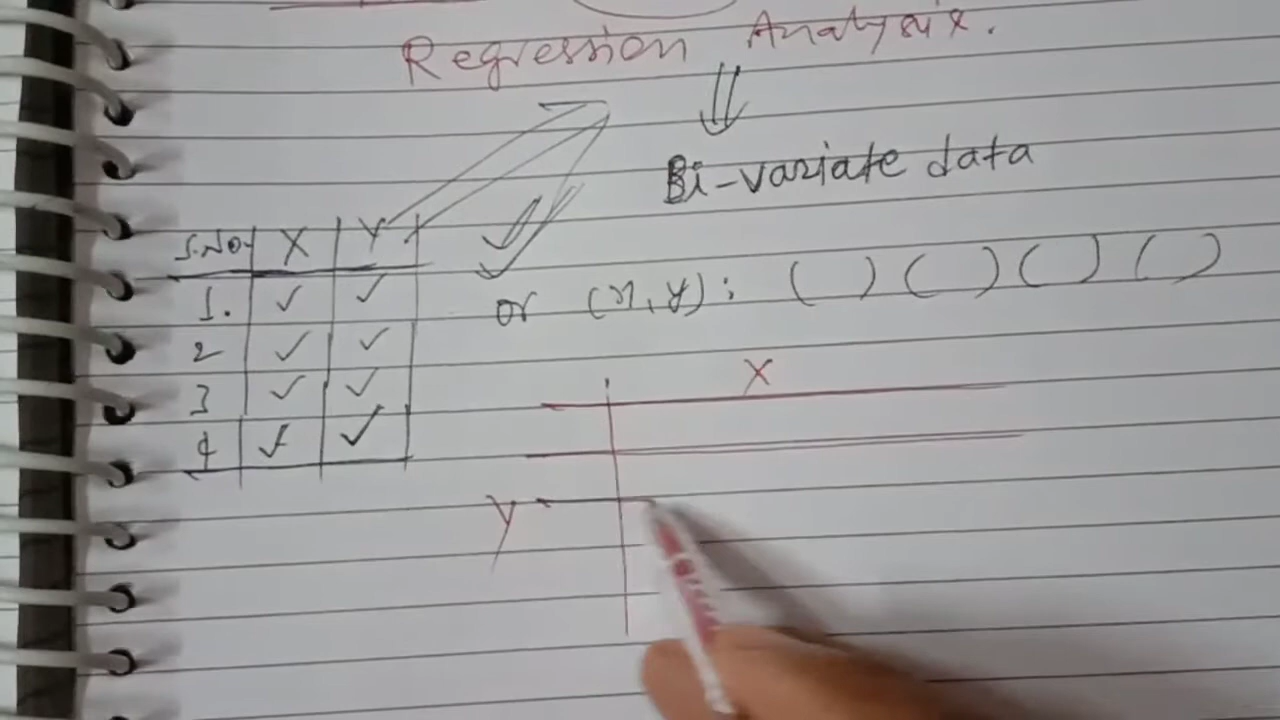 Regression Analysis.
Bi-variate data
S.No. X Y
1. ✓ ✓
2 ✓ ✓
3 ✓ ✓
4 ✓ ✓
or (x, y): ( ) ( ) ( ) ( )
X
Y